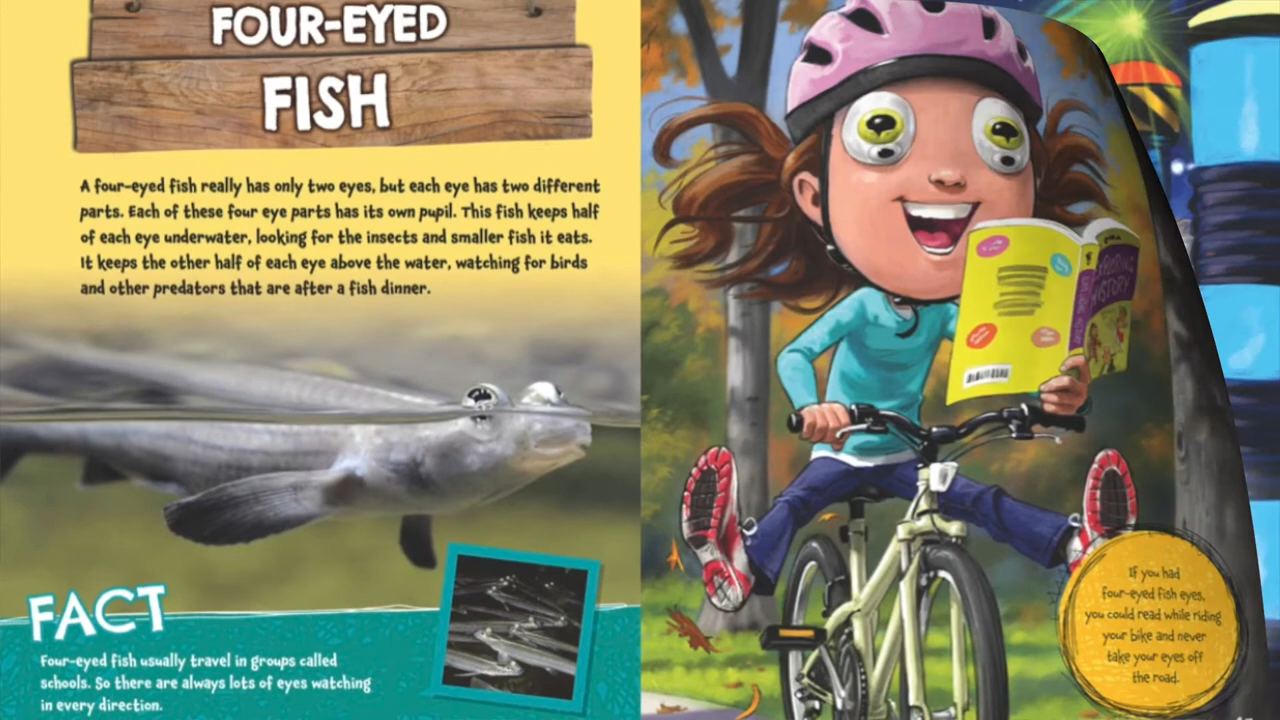 FOUR-EYED
FISH
A four-eyed fish really has only two eyes, but each eye has two different
parts. Each of these four eye parts has its own pupil. This fish keeps half
of each eye underwater, looking for the insects and smaller fish it eats.
It keeps the other half of each eye above the water, watching for birds
and other predators that are after a fish dinner.
FACT
Four-eyed fish usually travel in groups called
schools. So there are always lots of eyes watching
in every direction.
HISTORY
If you had
four-eyed fish eyes,
you could read while riding
your bike and never
take your eyes off
the road.